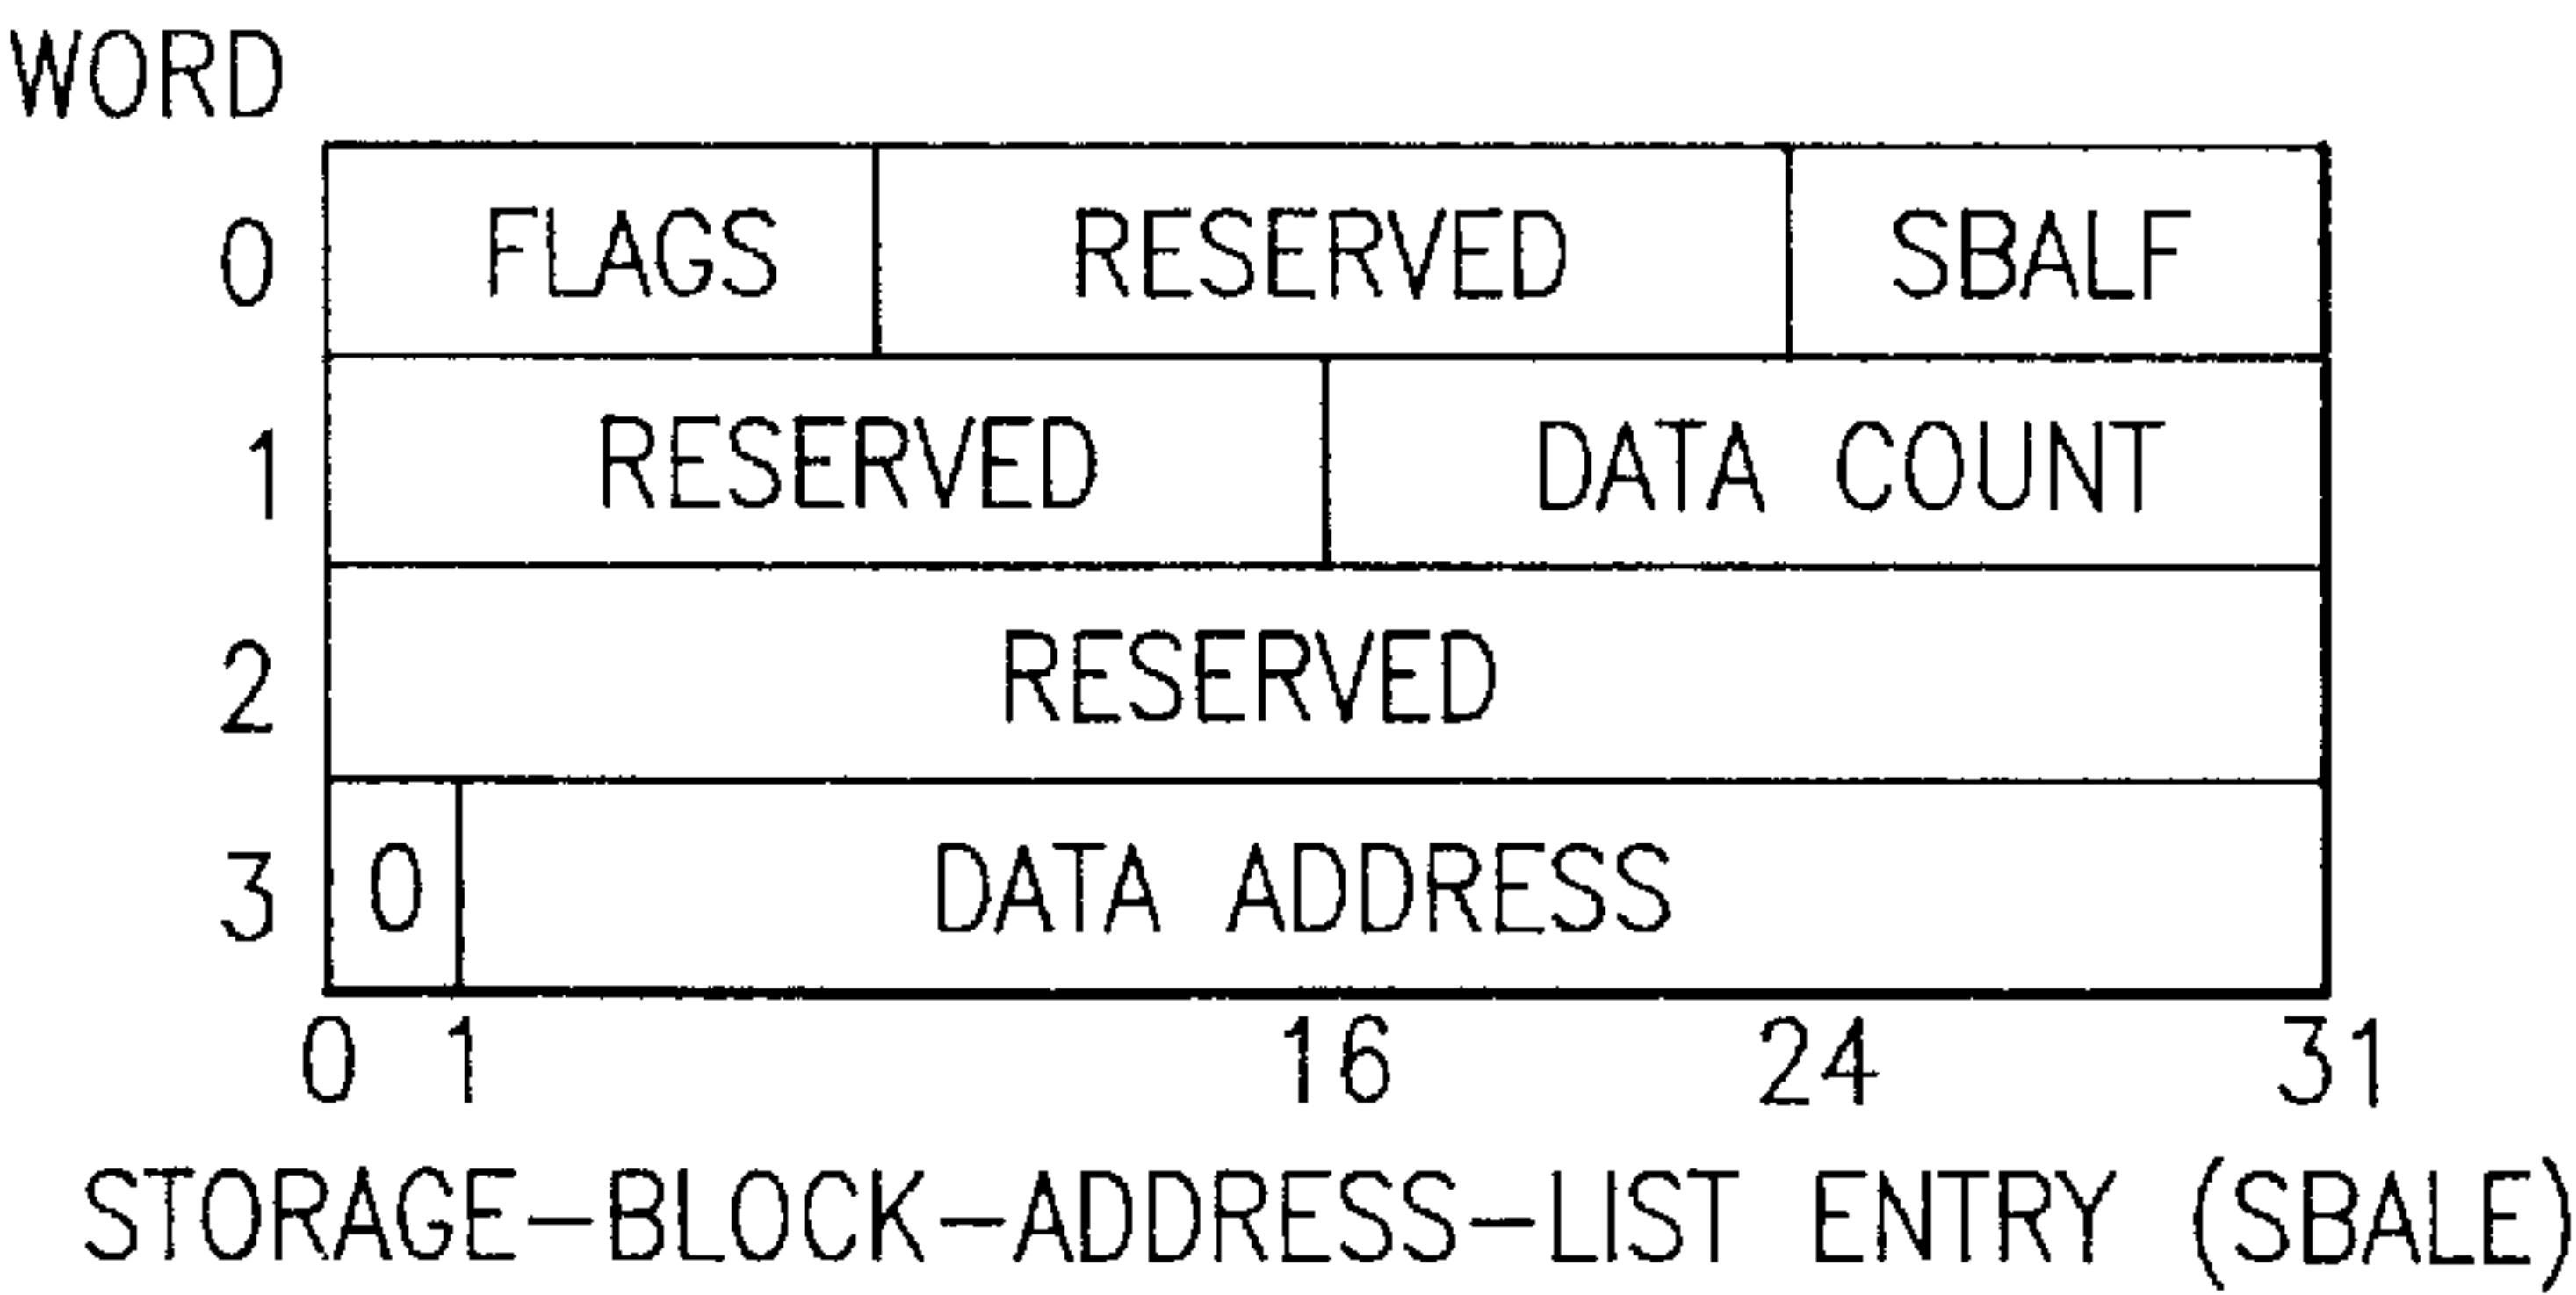 WORD
0 FLAGS RESERVED SBALF
1 RESERVED DATA COUNT
2 RESERVED
3 0 DATA ADDRESS
0 1 16 24 31
STORAGE-BLOCK-ADDRESS-LIST ENTRY (SBALE)